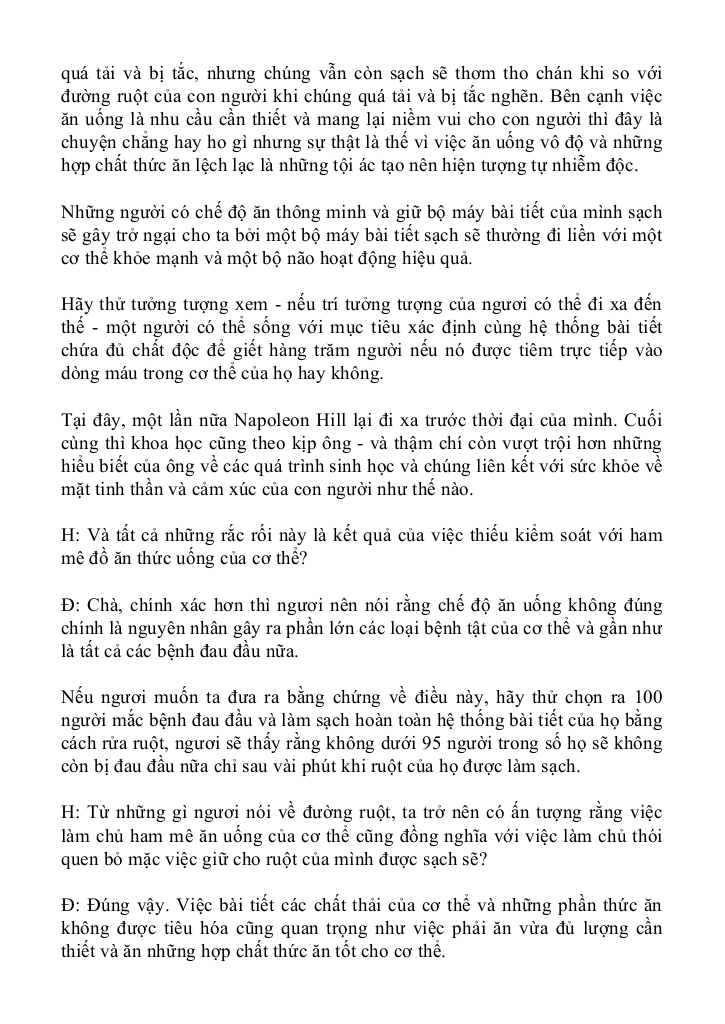 quá tải và bị tắc, nhưng chúng vẫn còn sạch sẽ thơm tho chán khi so với
đường ruột của con người khi chúng quá tải và bị tắc nghẽn. Bên cạnh việc
ăn uống là nhu cầu cần thiết và mang lại niềm vui cho con người thì đây là
chuyện chẳng hay ho gì nhưng sự thật là thế vì việc ăn uống vô độ và những
hợp chất thức ăn lệch lạc là những tội ác tạo nên hiện tượng tự nhiễm độc.
Những người có chế độ ăn thông minh và giữ bộ máy bài tiết của mình sạch
sẽ gây trở ngại cho ta bởi một bộ máy bài tiết sạch sẽ thường đi liền với một
cơ thể khỏe mạnh và một bộ não hoạt động hiệu quả.
Hãy thử tưởng tượng xem - nếu trí tưởng tượng của ngươi có thể đi xa đến
thế - một người có thể sống với mục tiêu xác định cùng hệ thống bài tiết
chứa đủ chất độc để giết hàng trăm người nếu nó được tiêm trực tiếp vào
dòng máu trong cơ thể của họ hay không.
Tại đây, một lần nữa Napoleon Hill lại đi xa trước thời đại của mình. Cuối
cùng thì khoa học cũng theo kịp ông - và thậm chí còn vượt trội hơn những
hiểu biết của ông về các quá trình sinh học và chúng liên kết với sức khỏe về
mặt tinh thần và cảm xúc của con người như thế nào.
H: Và tất cả những rắc rối này là kết quả của việc thiếu kiểm soát với ham
mê đồ ăn thức uống của cơ thể?
Đ: Chà, chính xác hơn thì ngươi nên nói rằng chế độ ăn uống không đúng
chính là nguyên nhân gây ra phần lớn các loại bệnh tật của cơ thể và gần như
là tất cả các bệnh đau đầu nữa.
Nếu ngươi muốn ta đưa ra bằng chứng về điều này, hãy thử chọn ra 100
người mắc bệnh đau đầu và làm sạch hoàn toàn hệ thống bài tiết của họ bằng
cách rửa ruột, ngươi sẽ thấy rằng không dưới 95 người trong số họ sẽ không
còn bị đau đầu nữa chỉ sau vài phút khi ruột của họ được làm sạch.
H: Từ những gì ngươi nói về đường ruột, ta trở nên có ấn tượng rằng việc
làm chủ ham mê ăn uống của cơ thể cũng đồng nghĩa với việc làm chủ thói
quen bỏ mặc việc giữ cho ruột của mình được sạch sẽ?
Đ: Đúng vậy. Việc bài tiết các chất thải của cơ thể và những phần thức ăn
không được tiêu hóa cũng quan trọng như việc phải ăn vừa đủ lượng cần
thiết và ăn những hợp chất thức ăn tốt cho cơ thể.